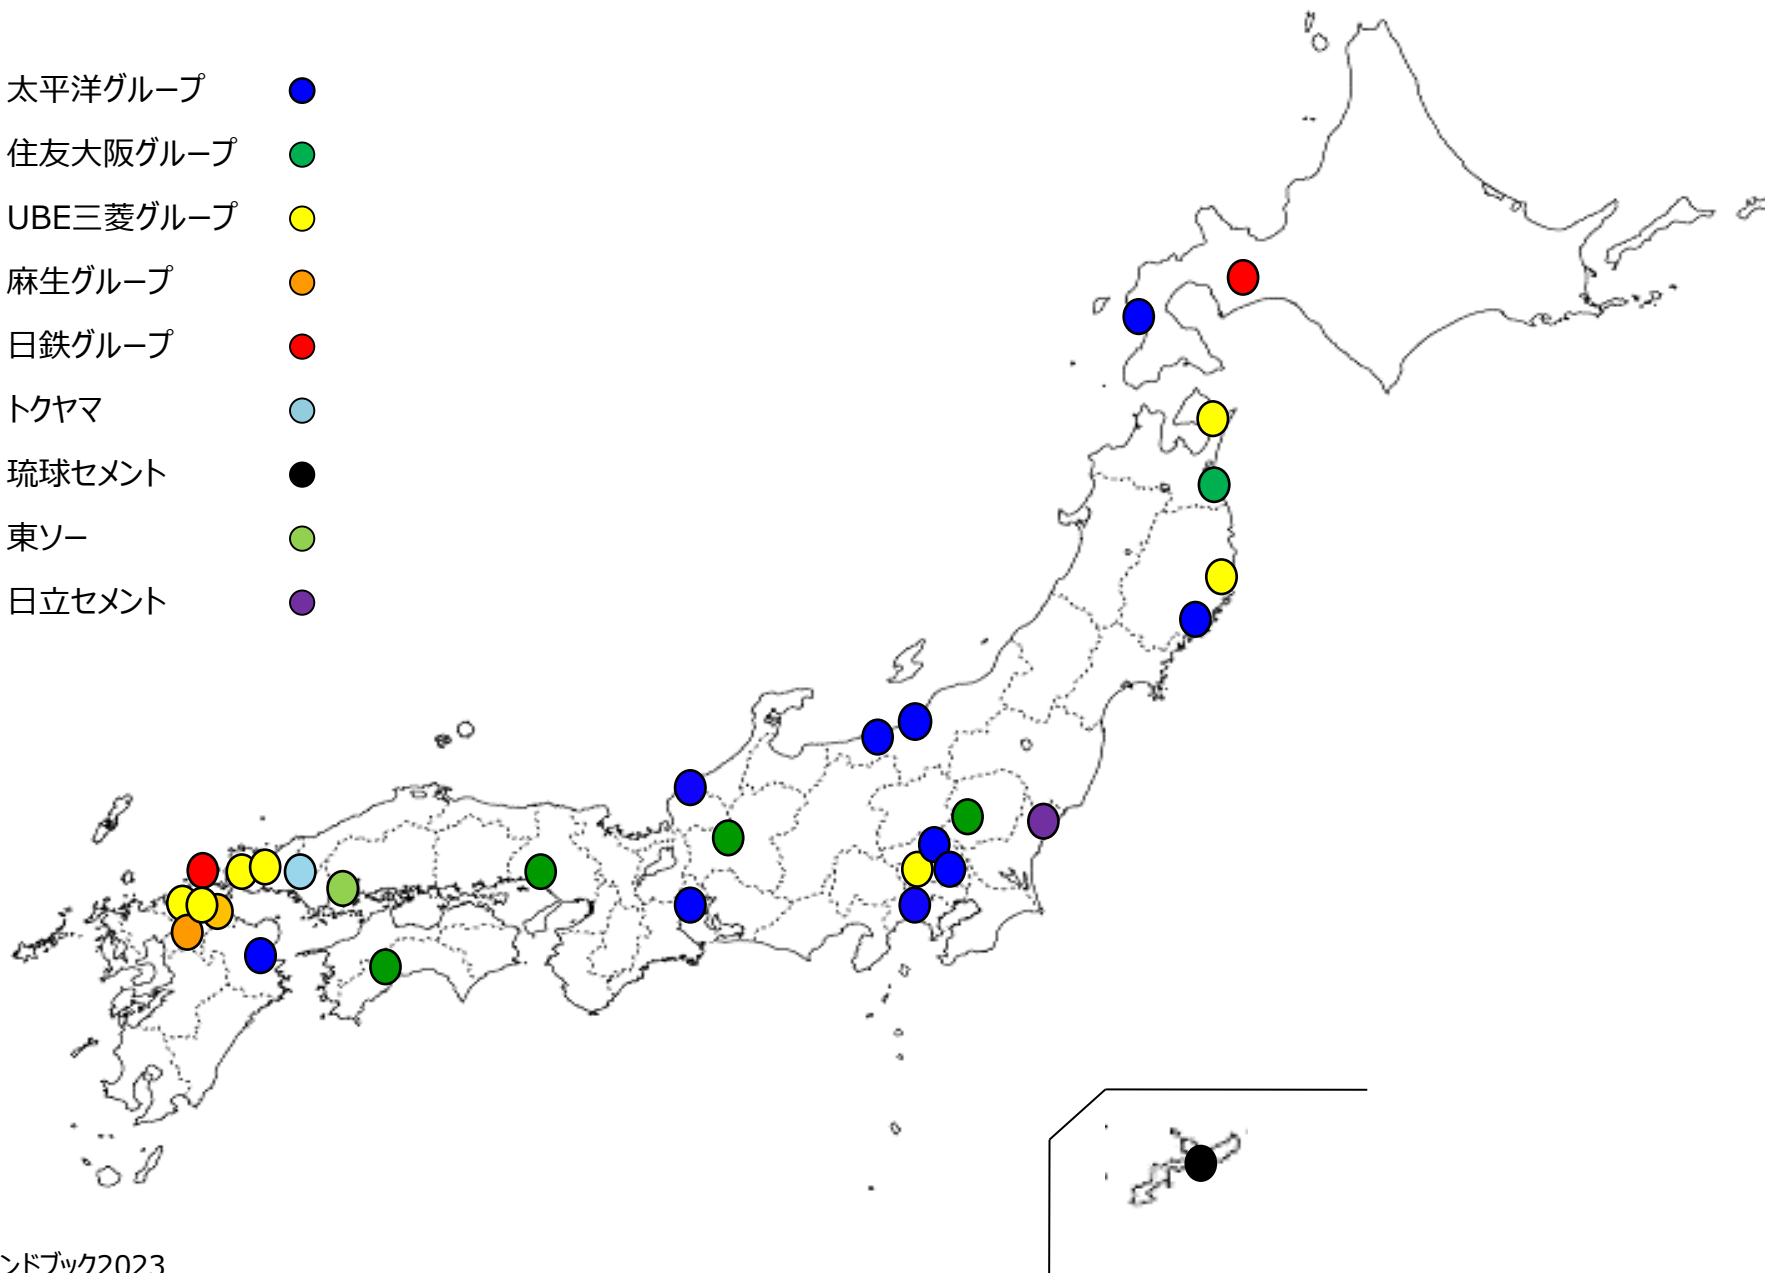 太平洋グループ
住友大阪グループ
UBE三菱グループ
麻生グループ
日鉄グループ
トクヤマ
琉球セメント
東ソー
日立セメント
ンドブック2023